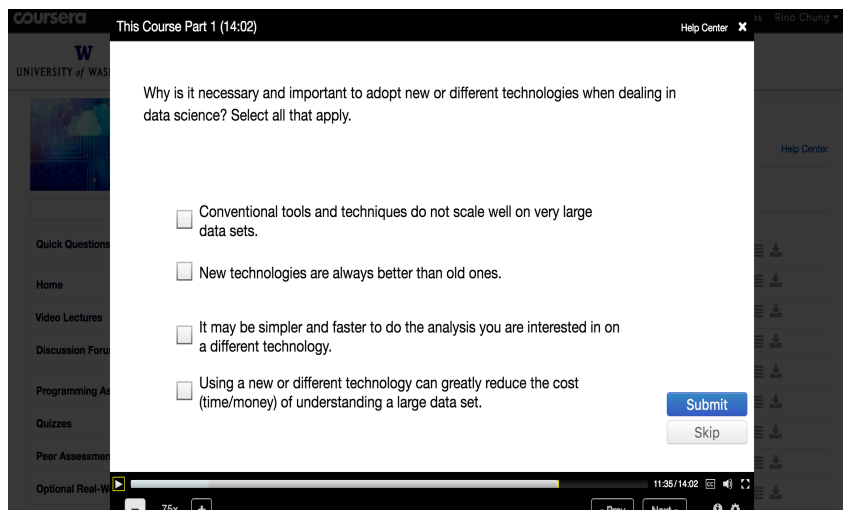 coursera
This Course Part 1 (14:02)
Help Center ✖
es Rino Chung
W
UNIVERSITY of WAS
Why is it necessary and important to adopt new or different technologies when dealing in
data science? Select all that apply.
Help Center
Conventional tools and techniques do not scale well on very large
data sets.
Quick Questions
New technologies are always better than old ones.
Home
Video Lectures
It may be simpler and faster to do the analysis you are interested in on
a different technology.
Discussion Foru
Using a new or different technology can greatly reduce the cost
(time/money) of understanding a large data set.
Programming As
Submit
Quizzes
Skip
Peer Assessmen
11:35/14:02 cc
Optional Real-W
- .75x +
Prev Next